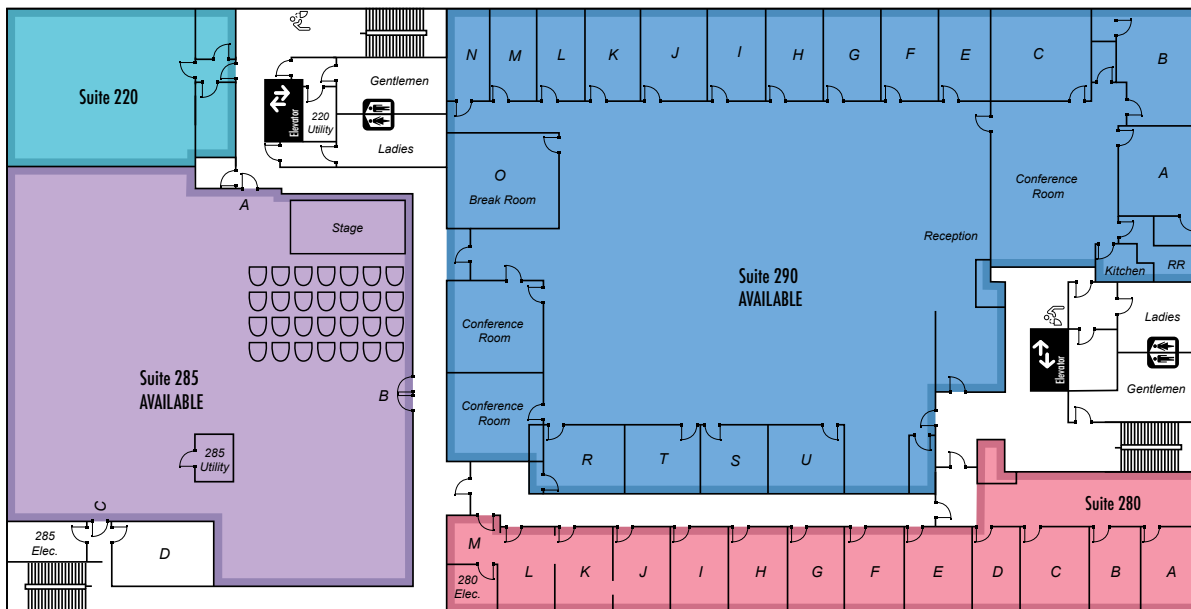 Suite 220
Elevator
220
Utility
Gentlemen
Ladies
N
M
L
K
J
I
H
G
F
E
C
B
A
O
Break Room
Conference
Room
Reception
Kitchen
RR
Suite 290
AVAILABLE
A
Stage
Suite 285
AVAILABLE
B
285
Utility
C
285
Elec.
D
Conference
Room
Conference
Room
R
T
S
U
Elevator
Ladies
Gentlemen
Suite 280
M
280
Elec.
L
K
J
I
H
G
F
E
D
C
B
A